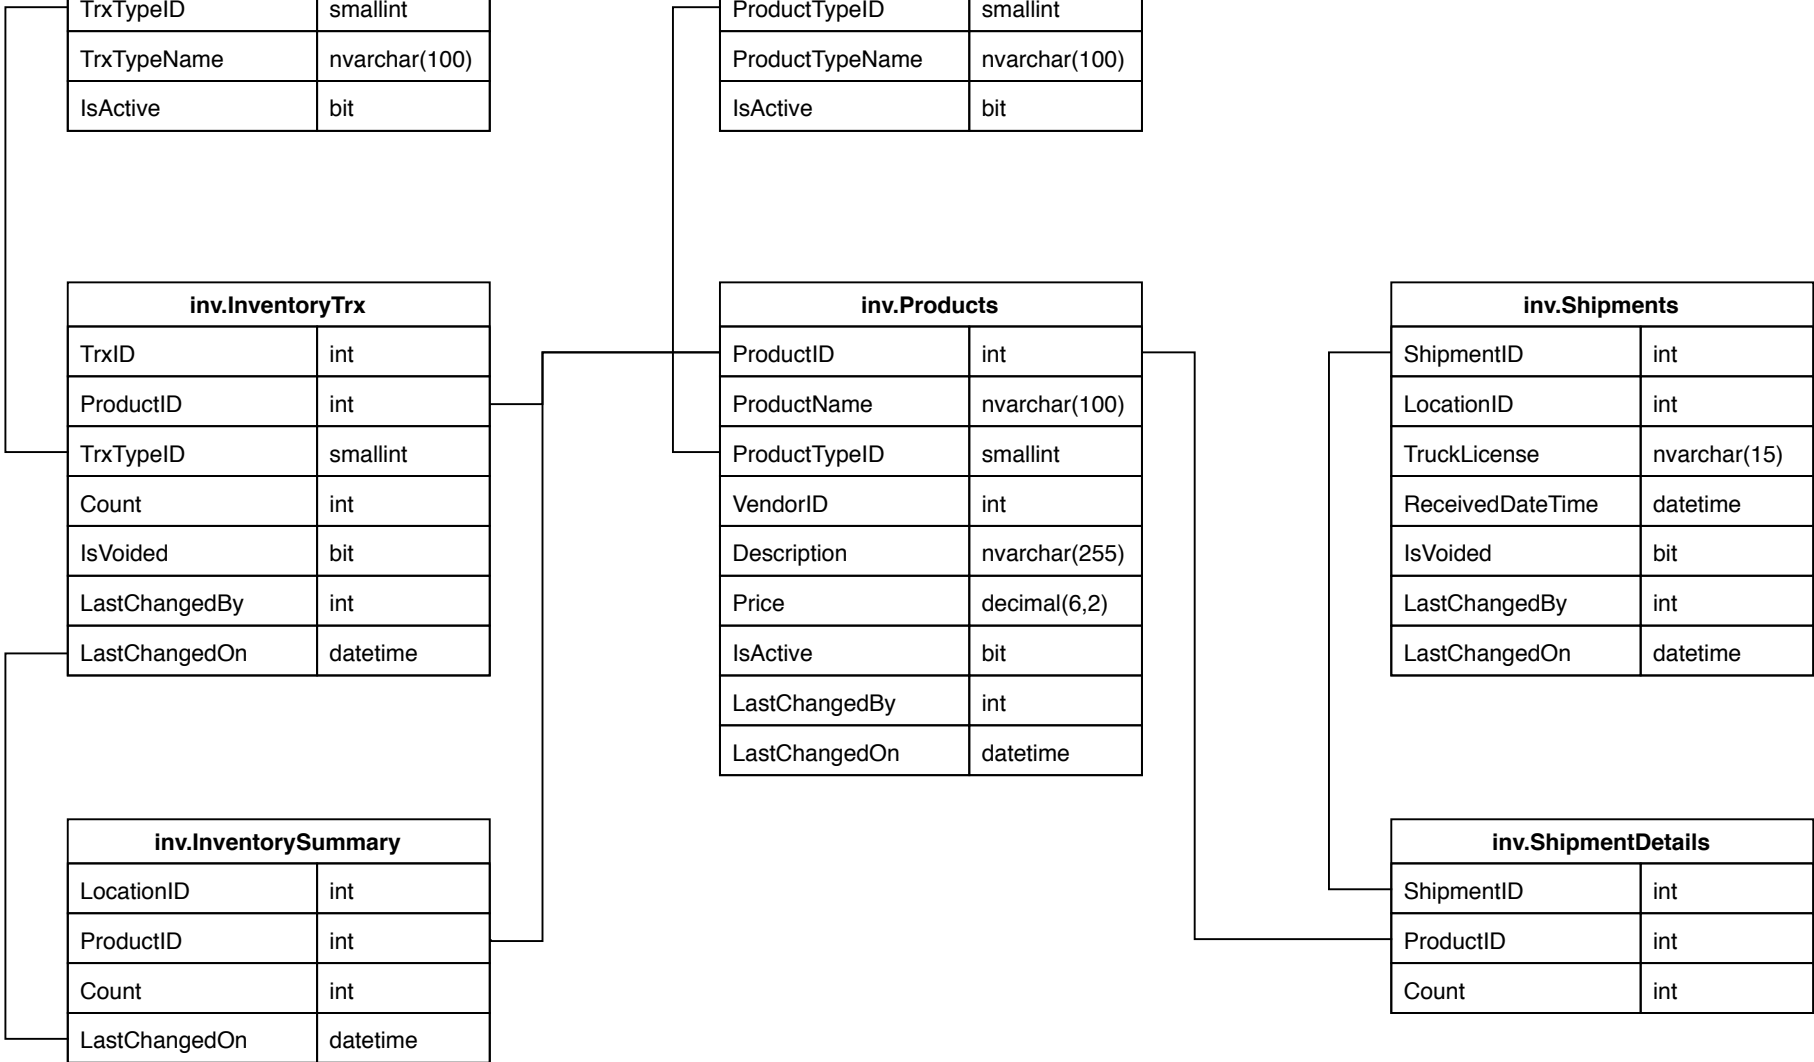 TrxTypeID smallint
TrxTypeName nvarchar(100)
IsActive bit
ProductTypeID smallint
ProductTypeName nvarchar(100)
IsActive bit
inv.InventoryTrx
TrxID int
ProductID int
TrxTypeID smallint
Count int
IsVoided bit
LastChangedBy int
LastChangedOn datetime
inv.Products
ProductID int
ProductName nvarchar(100)
ProductTypeID smallint
VendorID int
Description nvarchar(255)
Price decimal(6,2)
IsActive bit
LastChangedBy int
LastChangedOn datetime
inv.Shipments
ShipmentID int
LocationID int
TruckLicense nvarchar(15)
ReceivedDateTime datetime
IsVoided bit
LastChangedBy int
LastChangedOn datetime
inv.InventorySummary
LocationID int
ProductID int
Count int
LastChangedOn datetime
inv.ShipmentDetails
ShipmentID int
ProductID int
Count int